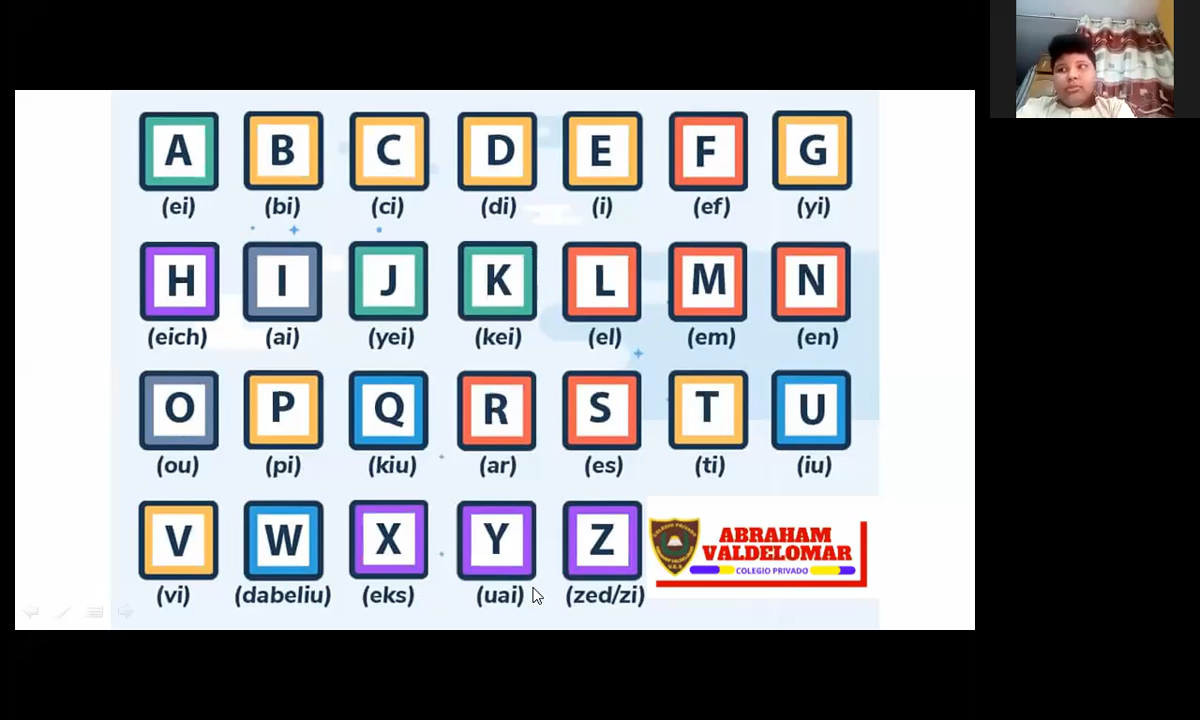 A B C D E F G
(ei) (bi) (ci) (di) (i) (ef) (yi)
H I J K L M N
(eich) (ai) (yei) (kei) (el) (em) (en)
O P Q R S T U
(ou) (pi) (kiu) (ar) (es) (ti) (iu)
V W X Y Z
(vi) (dabeliu) (eks) (uai) (zed/zi)
ABRAHAM
VALDELOMAR
COLEGIO PRIVADO